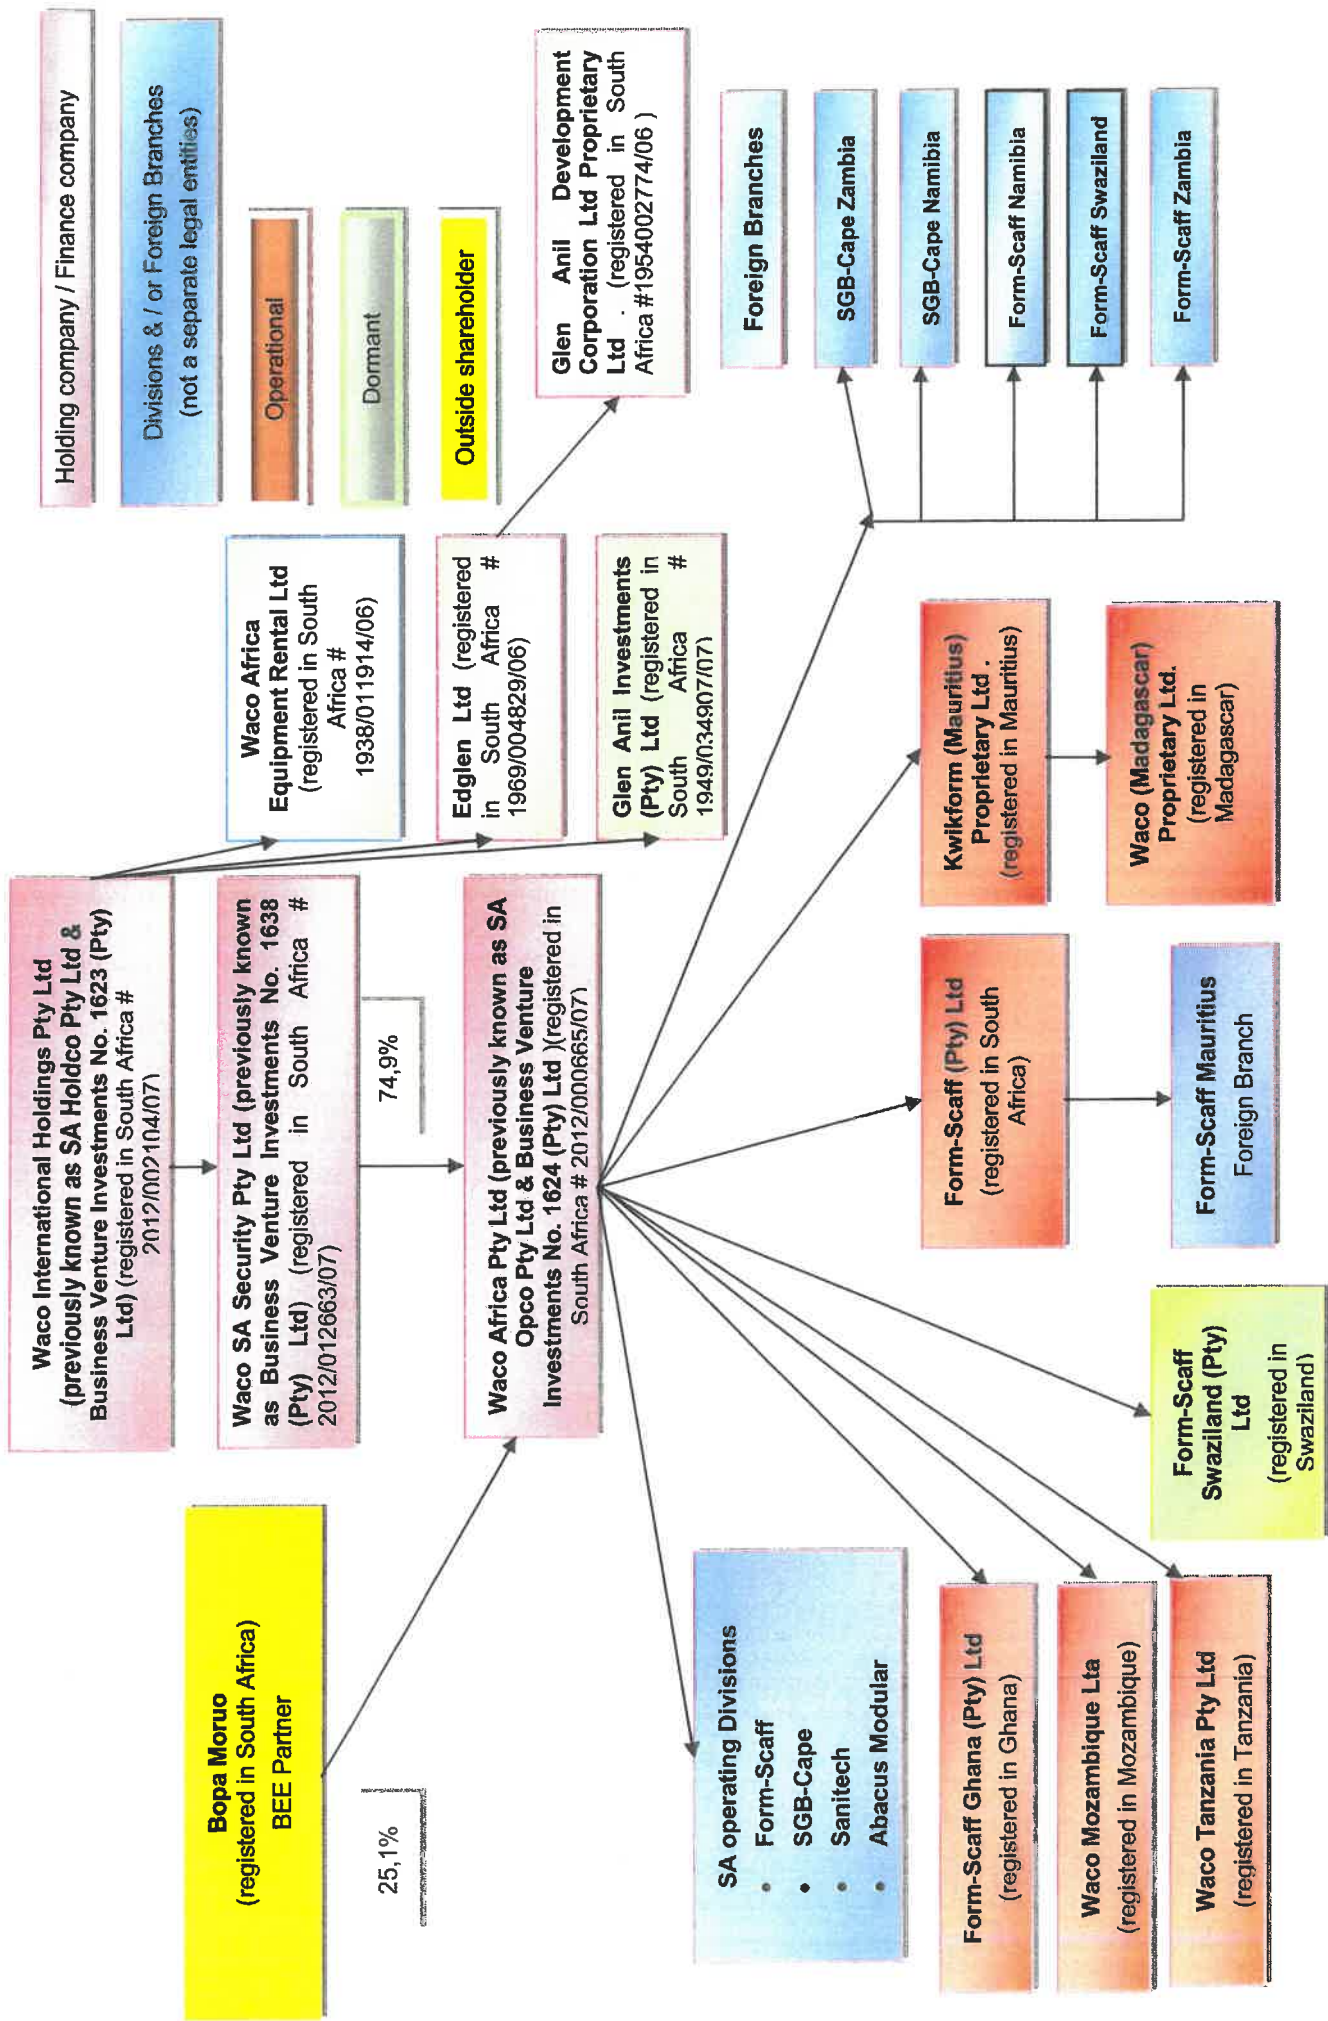 Waco International Holdings Pty Ltd
(previously known as SA Holdco Pty Ltd &
Business Venture Investments No. 1623 (Pty)
Ltd) (registered in South Africa #
2012/002104/07)
Holding company / Finance company
Divisions & / or Foreign Branches
(not a separate legal entities)
Operational
Dormant
Outside shareholder
Bopa Moruo
(registered in South Africa)
BEE Partner
25,1%
Waco SA Security Pty Ltd (previously known
as Business Venture Investments No. 1638
(Pty) Ltd) (registered in South Africa #
2012/012663/07)
74,9%
Waco Africa
Equipment Rental Ltd
(registered in South
Africa #
1938/011914/06)
Edglen Ltd (registered
in South Africa #
1969/004829/06)
Glen Anil Investments
(Pty) Ltd (registered in
South Africa #
1949/034907/07)
Glen Anil Development
Corporation Ltd Proprietary
Ltd . (registered in South
Africa #1954002774/06 )
Waco Africa Pty Ltd (previously known as SA
Opco Pty Ltd & Business Venture
Investments No. 1624 (Pty) Ltd )(registered in
South Africa # 2012/000665/07)
SA operating Divisions
• Form-Scaff
• SGB-Cape
• Sanitech
• Abacus Modular
Form-Scaff Ghana (Pty) Ltd
(registered in Ghana)
Waco Mozambique Lta
(registered in Mozambique)
Waco Tanzania Pty Ltd
(registered in Tanzania)
Form-Scaff
Swaziland (Pty)
Ltd
(registered in
Swaziland)
Form-Scaff (Pty) Ltd
(registered in South
Africa)
Form-Scaff Mauritius
Foreign Branch
Kwikform (Mauritius)
Proprietary Ltd .
(registered in Mauritius)
Waco (Madagascar)
Proprietary Ltd.
(registered in
Madagascar)
Foreign Branches
SGB-Cape Zambia
SGB-Cape Namibia
Form-Scaff Namibia
Form-Scaff Swaziland
Form-Scaff Zambia